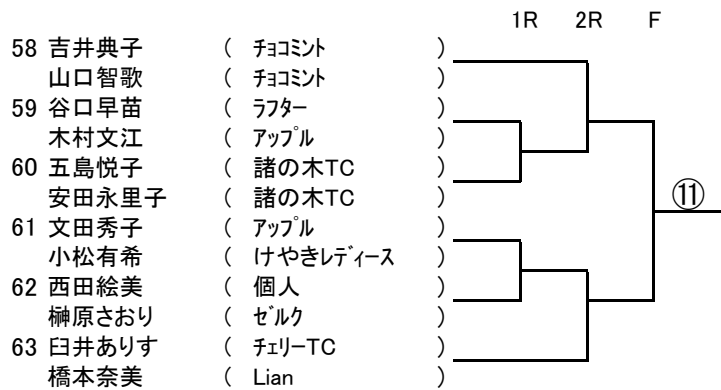 1R 2R F
58 吉井典子 ( チョコミント )
山口智歌 ( チョコミント )
59 谷口早苗 ( ラフター )
木村文江 ( アップル )
60 五島悦子 ( 諸の木TC )
安田永里子 ( 諸の木TC )
⑪
61 文田秀子 ( アップル )
小松有希 ( けやきレディース )
62 西田絵美 ( 個人 )
榊原さおり ( ゼルク )
63 臼井ありす ( チェリーTC )
橋本奈美 ( Lian )